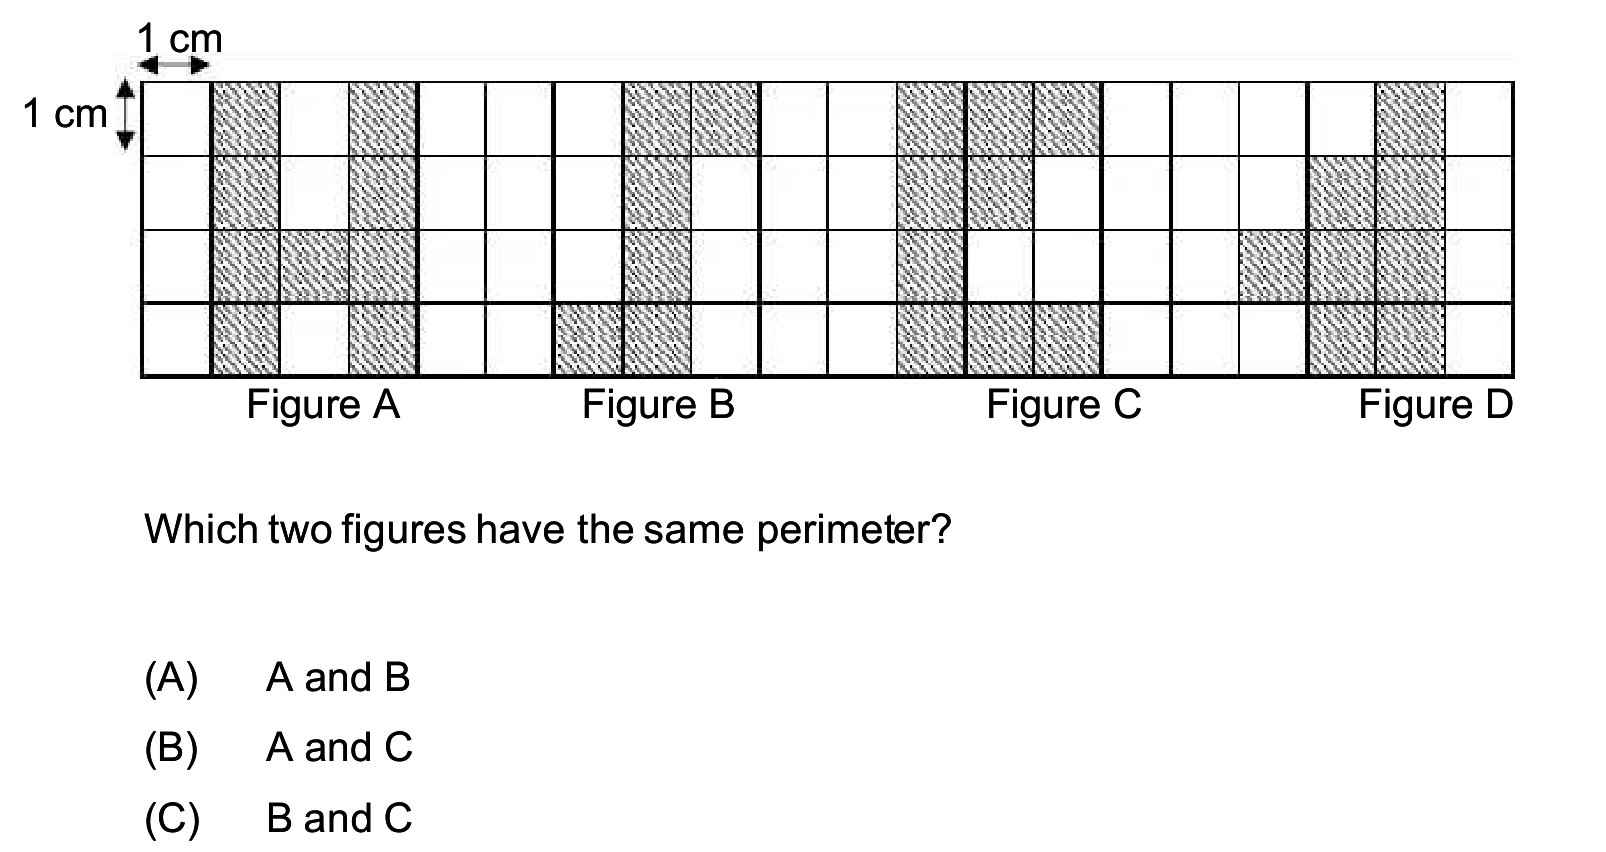 1 cm
1 cm
Figure A Figure B Figure C Figure D
Which two figures have the same perimeter?
(A) A and B
(B) A and C
(C) B and C